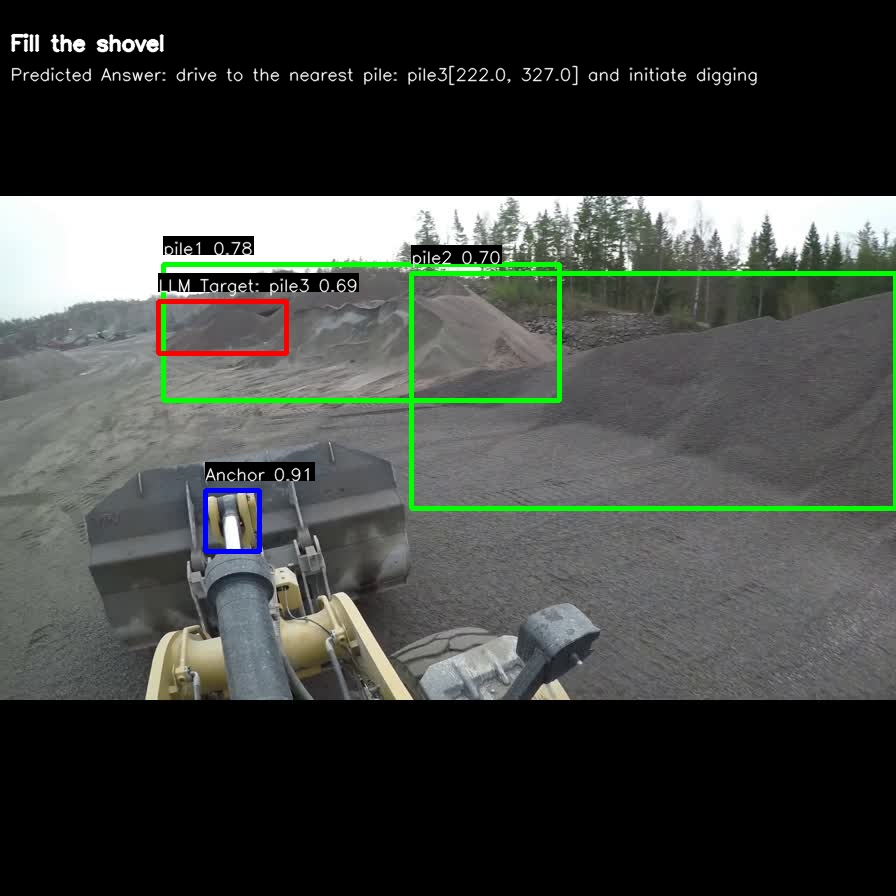 Fill the shovel
Predicted Answer: drive to the nearest pile: pile3[222.0, 327.0] and initiate digging
pile1 0.78
pile2 0.70
LLM Target: pile3 0.69
Anchor 0.91